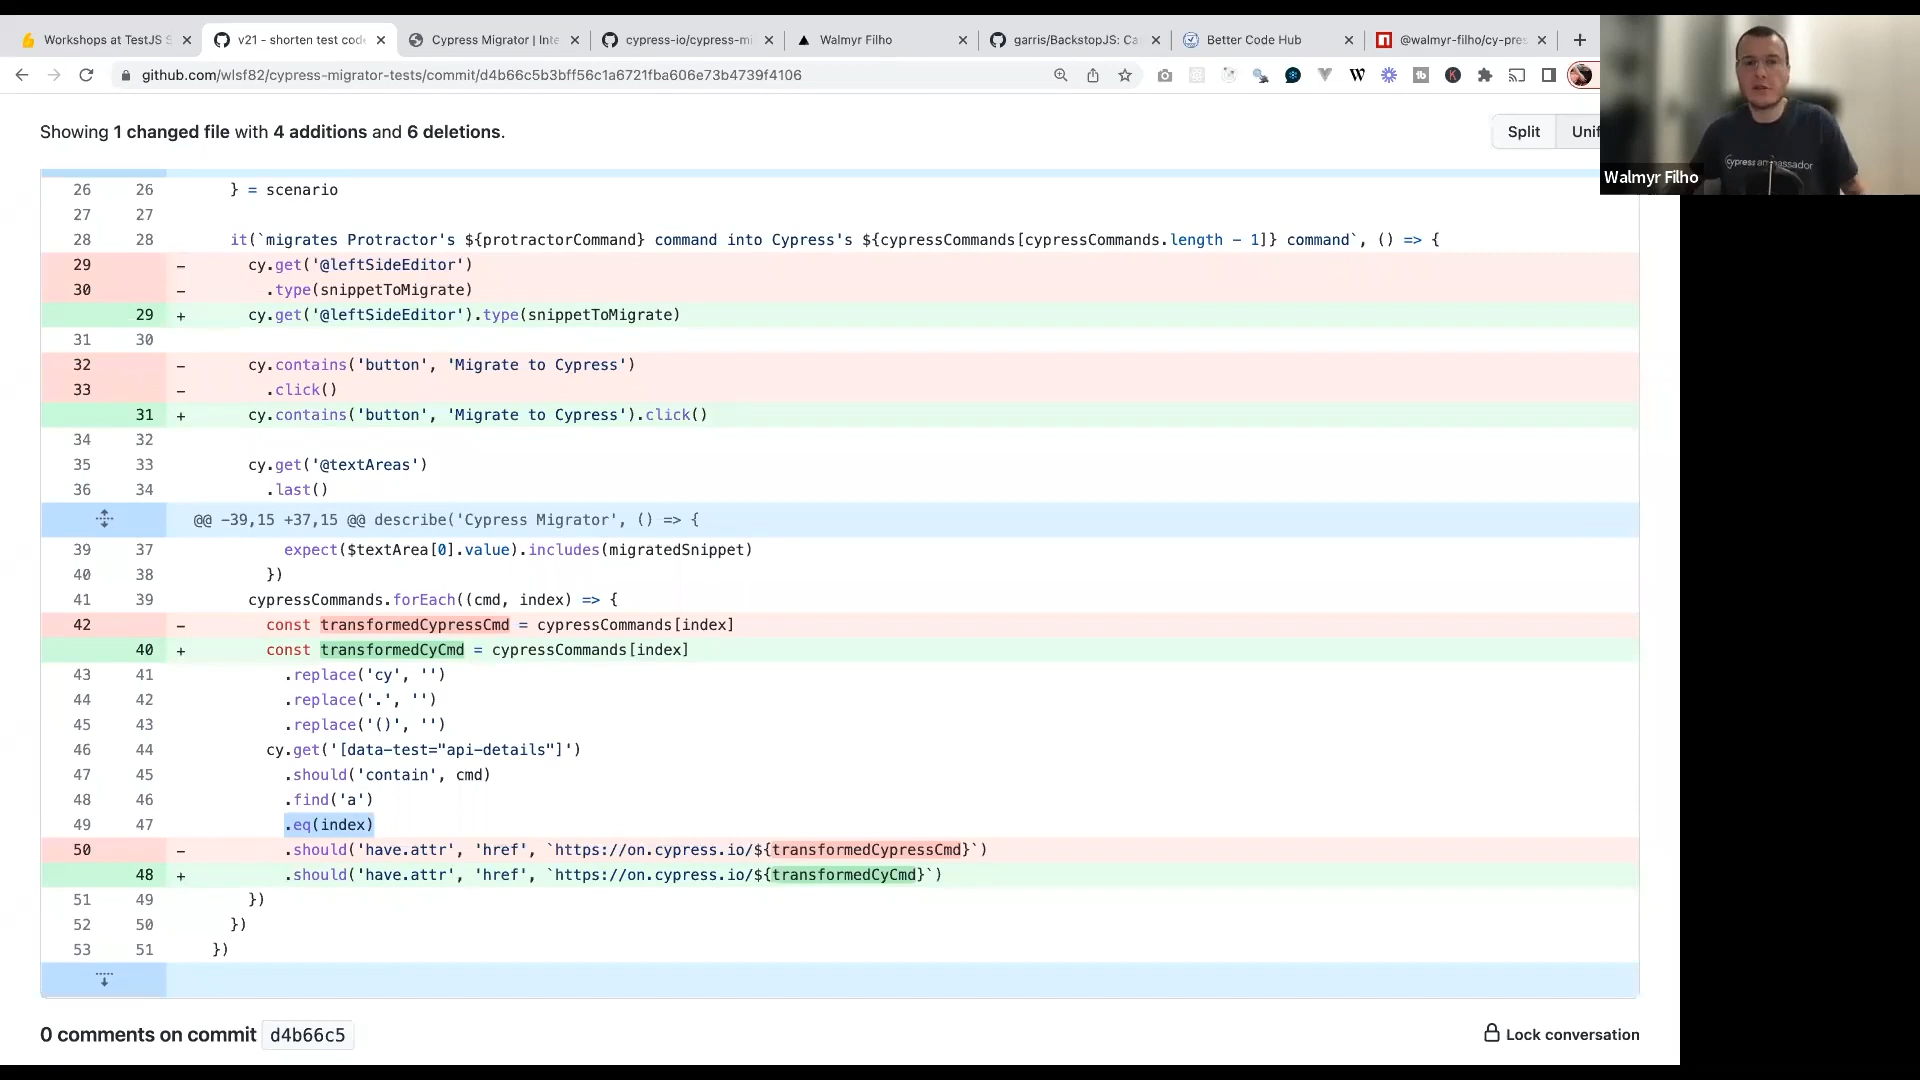 Workshops at TestJS S
v21 - shorten test code
Cypress Migrator | Inte
cypress-io/cypress-mi
Walmyr Filho
garris/BackstopJS: Ca
Better Code Hub
@walmyr-filho/cy-pres
github.com/wlsf82/cypress-migrator-tests/commit/d4b66c5b3bff56c1a6721fba606e73b4739f4106
cypress ambassador
Walmyr Filho
Showing 1 changed file with 4 additions and 6 deletions.
Split Unif
26 26 } = scenario
27 27
28 28 it(`migrates Protractor's ${protractorCommand} command into Cypress's ${cypressCommands[cypressCommands.length - 1]} command`, () => {
29 - cy.get('@leftSideEditor')
30 - .type(snippetToMigrate)
29 + cy.get('@leftSideEditor').type(snippetToMigrate)
31 30
32 - cy.contains('button', 'Migrate to Cypress')
33 - .click()
31 + cy.contains('button', 'Migrate to Cypress').click()
34 32
35 33 cy.get('@textAreas')
36 34 .last()
@@ -39,15 +37,15 @@ describe('Cypress Migrator', () => {
39 37 expect($textArea[0].value).includes(migratedSnippet)
40 38 })
41 39 cypressCommands.forEach((cmd, index) => {
42 - const transformedCypressCmd = cypressCommands[index]
40 + const transformedCyCmd = cypressCommands[index]
43 41 .replace('cy', '')
44 42 .replace('.', '')
45 43 .replace('()', '')
46 44 cy.get('[data-test="api-details"]')
47 45 .should('contain', cmd)
48 46 .find('a')
49 47 .eq(index)
50 - .should('have.attr', 'href', `https://on.cypress.io/${transformedCypressCmd}`)
48 + .should('have.attr', 'href', `https://on.cypress.io/${transformedCyCmd}`)
51 49 })
52 50 })
53 51 })
0 comments on commit d4b66c5
Lock conversation